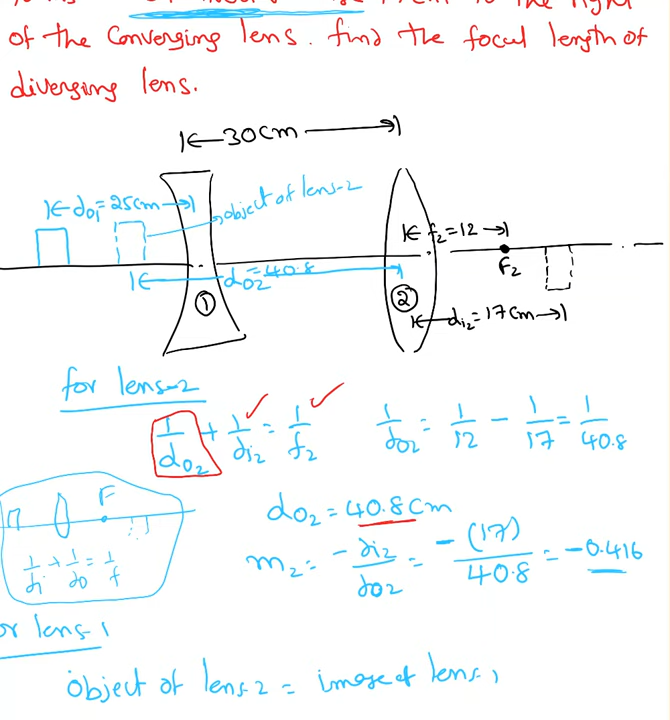 of the Converging lens. find the focal length of
diverging lens.
30cm
do1=25cm
object of lens-2
f2=12
do2=40.8
F2
1
2
di2=17cm
for lens-2
1/do2 + 1/di2 = 1/f2
1/do2 = 1/12 - 1/17 = 1/40.8
F
do2 = 40.8cm
m2 = -di2/do2 = -(17)/40.8 = -0.416
1/di + 1/do = 1/f
or lens-1
object of lens-2 = image of lens-1